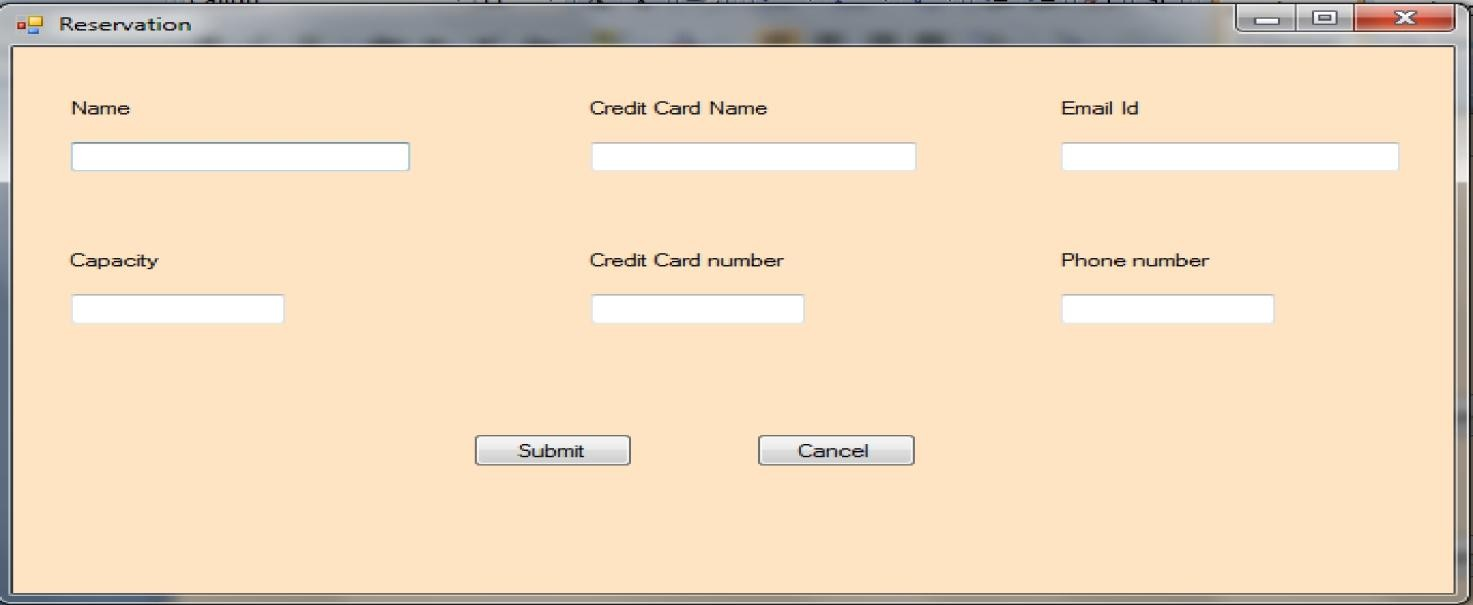 Reservation
Name
Credit Card Name
Email Id
Capacity
Credit Card number
Phone number
Submit
Cancel